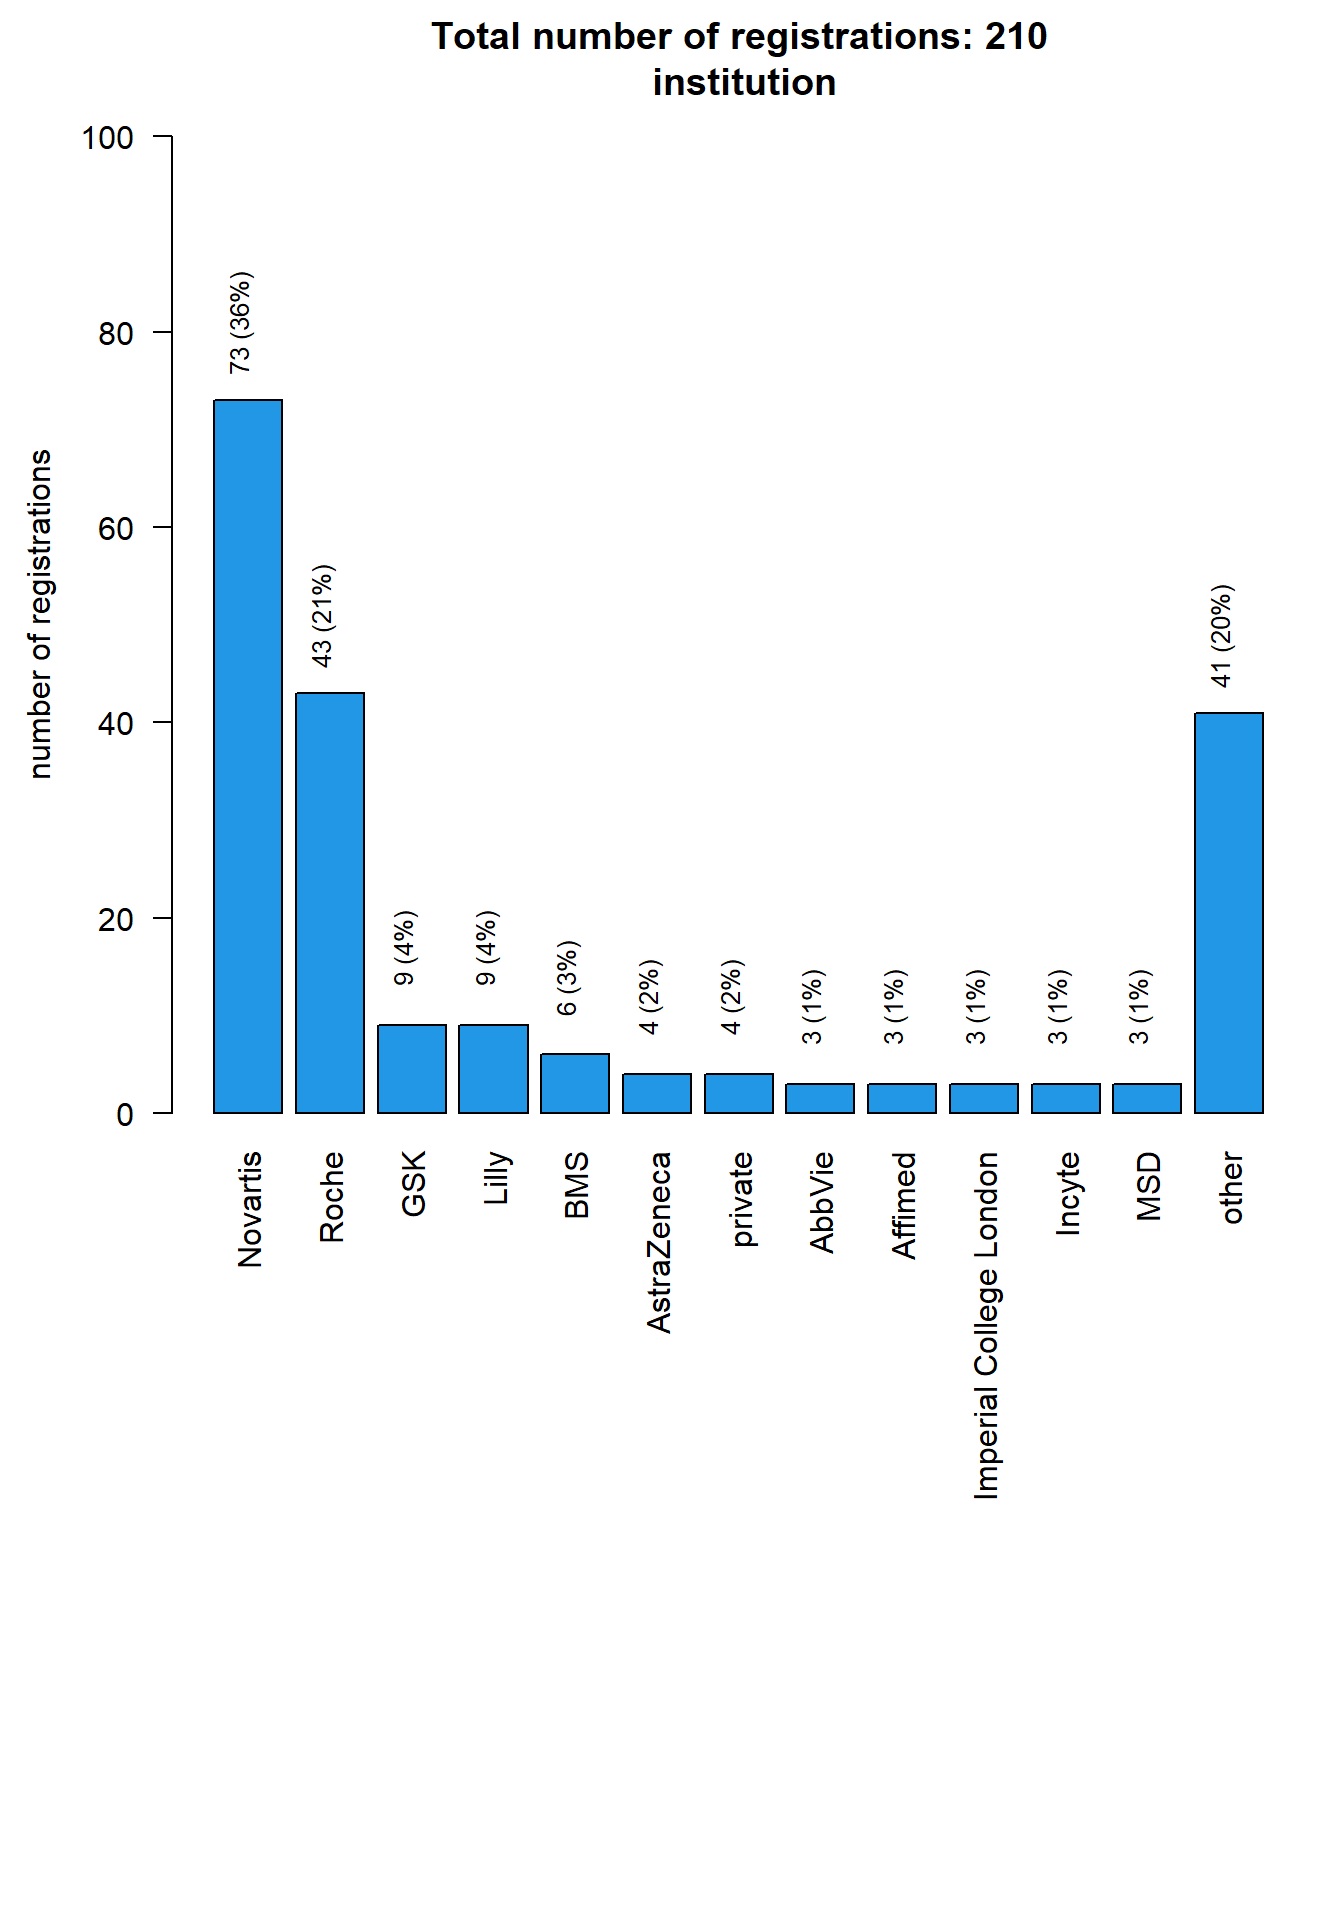 Total number of registrations: 210
institution
number of registrations
100
80
60
40
20
0
73 (36%)
43 (21%)
9 (4%)
9 (4%)
6 (3%)
4 (2%)
4 (2%)
3 (1%)
3 (1%)
3 (1%)
3 (1%)
3 (1%)
41 (20%)
Novartis
Roche
GSK
Lilly
BMS
AstraZeneca
private
AbbVie
Affimed
Imperial College London
Incyte
MSD
other